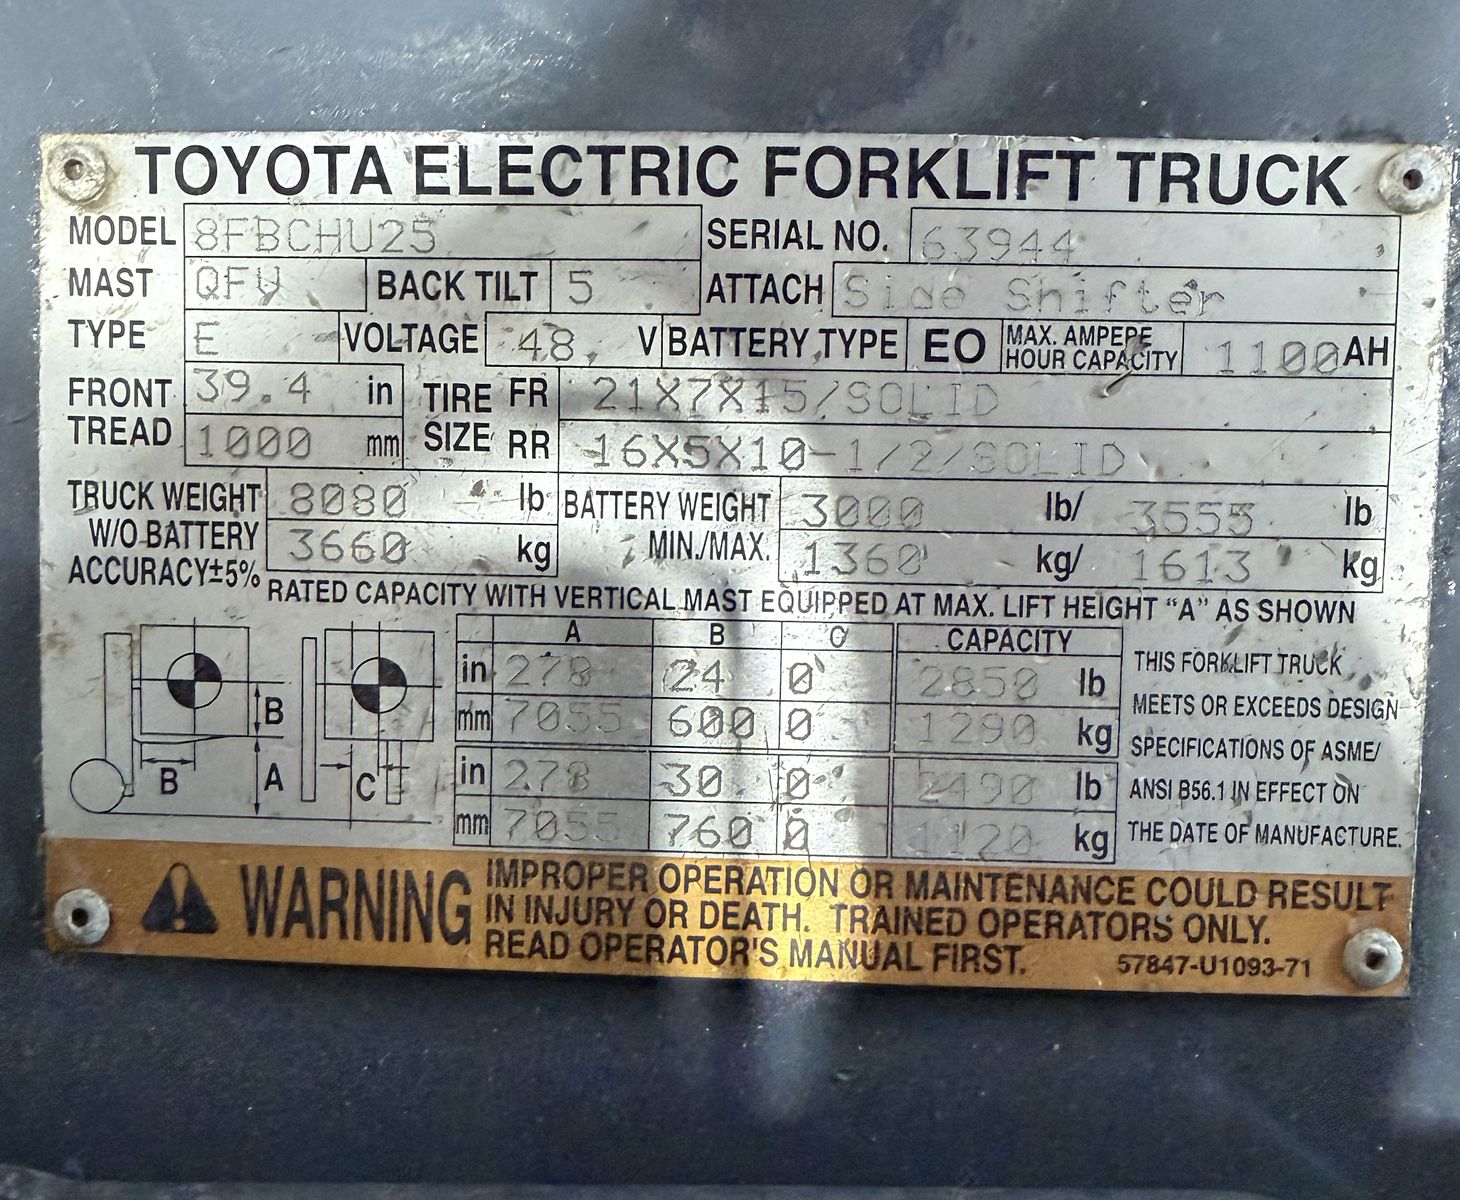 TOYOTA ELECTRIC FORKLIFT TRUCK
MODEL 8FBCHU25 SERIAL NO. 63944
MAST QFV BACK TILT 5 ATTACH Side Shifter
TYPE E VOLTAGE 48 V BATTERY TYPE EO MAX. AMPEPE HOUR CAPACITY 1100 AH
FRONT TREAD 39.4 in TIRE SIZE FR 21X7X15/SOLID
1000 mm RR 16X5X10-1/2/SOLID
TRUCK WEIGHT W/O BATTERY ACCURACY±5% 8080 lb BATTERY WEIGHT MIN./MAX. 3000 lb/ 3555 lb
3660 kg 1360 kg/ 1613 kg
RATED CAPACITY WITH VERTICAL MAST EQUIPPED AT MAX. LIFT HEIGHT “A” AS SHOWN
A B C CAPACITY
in 278 24 0 2850 lb
mm 7055 600 0 1290 kg
in 278 30 0 2490 lb
mm 7055 760 0 1120 kg
B
B A C
THIS FORKLIFT TRUCK
MEETS OR EXCEEDS DESIGN
SPECIFICATIONS OF ASME/
ANSI B56.1 IN EFFECT ON
THE DATE OF MANUFACTURE.
WARNING
IMPROPER OPERATION OR MAINTENANCE COULD RESULT
IN INJURY OR DEATH. TRAINED OPERATORS ONLY.
READ OPERATOR'S MANUAL FIRST. 57847-U1093-71